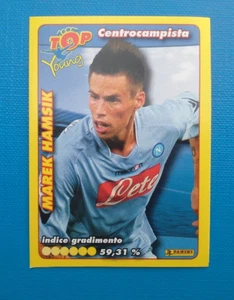 TOP
Young
Centrocampista
MAREK HAMSIK
Lete
indice gradimento
59,31 %
PANINI